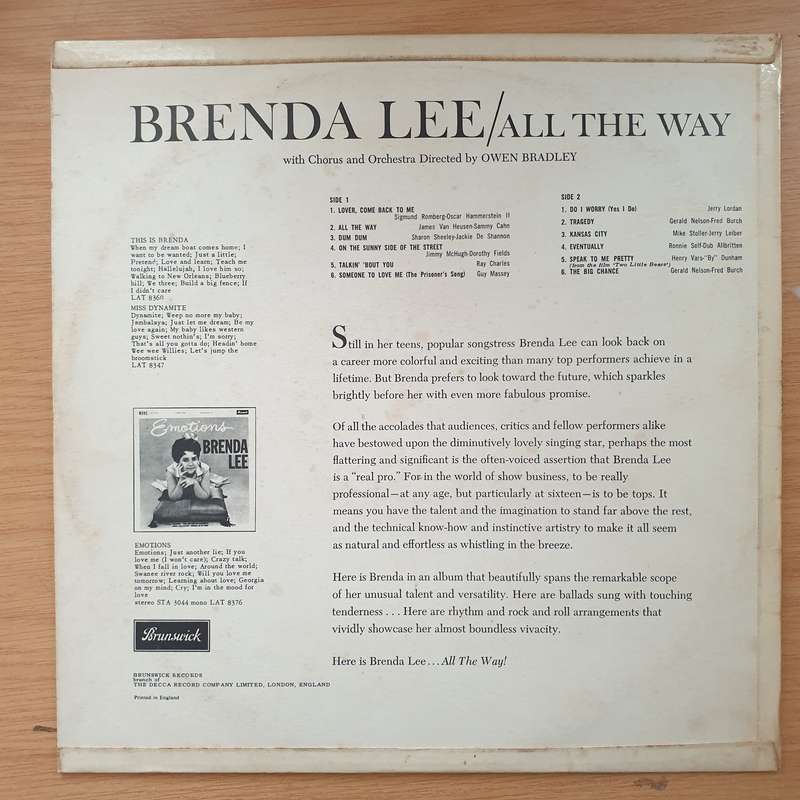 BRENDA LEE/ALL THE WAY
with Chorus and Orchestra Directed by OWEN BRADLEY
SIDE 1
1. LOVER, COME BACK TO ME
Sigmund Romberg-Oscar Hammerstein II
2. ALL THE WAY James Van Heusen-Sammy Cahn
3. DUM DUM Sharon Sheeley-Jackie De Shannon
4. ON THE SUNNY SIDE OF THE STREET
Jimmy McHugh-Dorothy Fields
5. TALKIN' 'BOUT YOU Ray Charles
6. SOMEONE TO LOVE ME (The Prisoner's Song) Guy Massey
SIDE 2
1. DO I WORRY (Yes I Do) Jerry Lordan
2. TRAGEDY Gerald Nelson-Fred Burch
3. KANSAS CITY Mike Stoller-Jerry Leiber
4. EVENTUALLY Ronnie Self-Dub Allbritten
5. SPEAK TO ME PRETTY Henry Vars-"By" Dunham
(from the film 'Two Little Bears')
6. THE BIG CHANCE Gerald Nelson-Fred Burch
THIS IS BRENDA
When my dream boat comes home; I
want to be wanted; Just a little;
Pretend; Love and learn; Teach me
tonight; Hallelujah, I love him so;
Walking to New Orleans; Blueberry
hill; We three; Build a big fence; If
I didn't care
LAT 8360
MISS DYNAMITE
Dynamite; Weep no more my baby;
Jambalaya; Just let me dream; Be my
love again; My baby likes western
guys; Sweet nothin's; I'm sorry;
That's all you gotta do; Headin' home
Wee wee Willies; Let's jump the
broomstick
LAT 8347
Emotions
BRENDA
LEE
EMOTIONS
Emotions; Just another lie; If you
love me (I won't care); Crazy talk;
When I fall in love; Around the world;
Swanee river rock; Will you love me
tomorrow; Learning about love; Georgia
on my mind; Cry; I'm in the mood for
love
stereo STA 3044 mono LAT 8376
Brunswick
BRUNSWICK RECORDS
branch of
THE DECCA RECORD COMPANY LIMITED, LONDON, ENGLAND
Printed in England
Still in her teens, popular songstress Brenda Lee can look back on
a career more colorful and exciting than many top performers achieve in a
lifetime. But Brenda prefers to look toward the future, which sparkles
brightly before her with even more fabulous promise.
Of all the accolades that audiences, critics and fellow performers alike
have bestowed upon the diminutively lovely singing star, perhaps the most
flattering and significant is the often-voiced assertion that Brenda Lee
is a "real pro." For in the world of show business, to be really
professional—at any age, but particularly at sixteen—is to be tops. It
means you have the talent and the imagination to stand far above the rest,
and the technical know-how and instinctive artistry to make it all seem
as natural and effortless as whistling in the breeze.
Here is Brenda in an album that beautifully spans the remarkable scope
of her unusual talent and versatility. Here are ballads sung with touching
tenderness . . . Here are rhythm and rock and roll arrangements that
vividly showcase her almost boundless vivacity.
Here is Brenda Lee . . . All The Way!